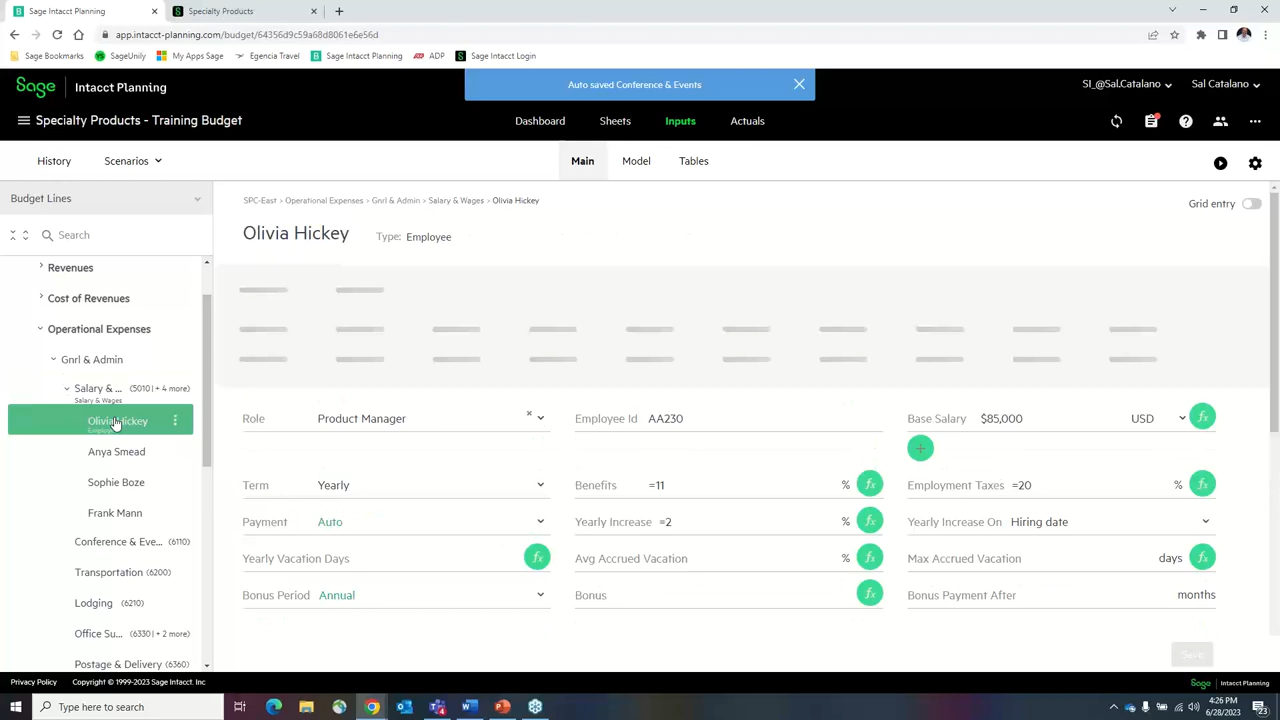 Sage Intacct Planning
Specialty Products
app.intacct-planning.com/budget/64356d9c59a68d8061e6e56d
Sage Bookmarks
SageUnily
My Apps Sage
Egencia Travel
Sage Intacct Planning
ADP
Sage Intacct Login
Sage
Intacct Planning
Auto saved Conference & Events
SI_@Sal.Catalano
Sal Catalano
Specialty Products - Training Budget
Dashboard
Sheets
Inputs
Actuals
History
Scenarios
Main
Model
Tables
Budget Lines
Search
Revenues
Cost of Revenues
Operational Expenses
Gnrl & Admin
Salary & ... (5010 | + 4 more)
Salary & Wages
Olivia Hickey
Anya Smead
Sophie Boze
Frank Mann
Conference & Eve... (6110)
Transportation (6200)
Lodging (6210)
Office Su... (6330 | + 2 more)
Postage & Delivery (6360)
SPC-East > Operational Expenses > Gnrl & Admin > Salary & Wages > Olivia Hickey
Grid entry
Olivia Hickey
Type: Employee
Role Product Manager
Employee Id AA230
Base Salary $85,000 USD
Term Yearly
Benefits =11 %
Employment Taxes =20 %
Payment Auto
Yearly Increase =2 %
Yearly Increase On Hiring date
Yearly Vacation Days
Avg Accrued Vacation %
Max Accrued Vacation days
Bonus Period Annual
Bonus
Bonus Payment After months
Save
Privacy Policy
Copyright © 1999-2023 Sage Intacct. Inc
Sage
Intacct Planning
Type here to search
4:26 PM
6/28/2023
23